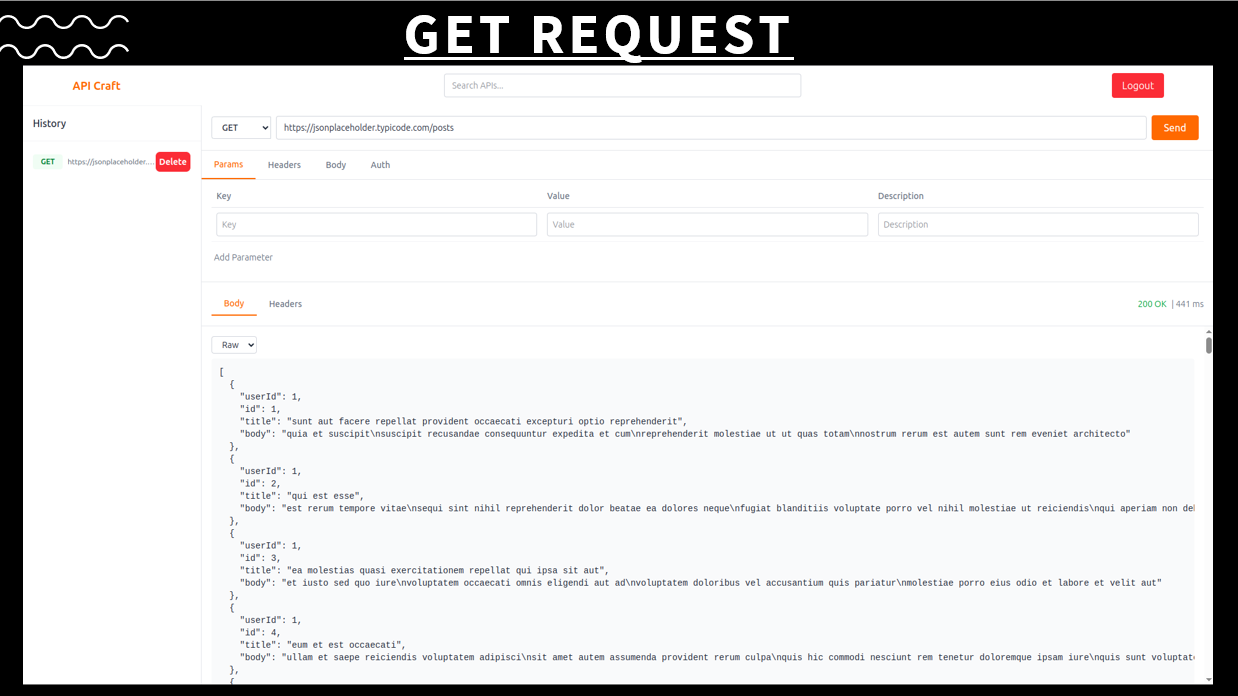 GET REQUEST
API Craft
Search APIs...
Logout
History
GET https://jsonplaceholder.... Delete
GET https://jsonplaceholder.typicode.com/posts Send
Params Headers Body Auth
Key Value Description
Key Value Description
Add Parameter
Body Headers 200 OK | 441 ms
Raw
[
{
"userId": 1,
"id": 1,
"title": "sunt aut facere repellat provident occaecati excepturi optio reprehenderit",
"body": "quia et suscipit\nsuscipit recusandae consequuntur expedita et cum\nreprehenderit molestiae ut ut quas totam\nnostrum rerum est autem sunt rem eveniet architecto"
},
{
"userId": 1,
"id": 2,
"title": "qui est esse",
"body": "est rerum tempore vitae\nsequi sint nihil reprehenderit dolor beatae ea dolores neque\nfugiat blanditiis voluptate porro vel nihil molestiae ut reiciendis\nqui aperiam non del
},
{
"userId": 1,
"id": 3,
"title": "ea molestias quasi exercitationem repellat qui ipsa sit aut",
"body": "et iusto sed quo iure\nvoluptatem occaecati omnis eligendi aut ad\nvoluptatem doloribus vel accusantium quis pariatur\nmolestiae porro eius odio et labore et velit aut"
},
{
"userId": 1,
"id": 4,
"title": "eum et est occaecati",
"body": "ullam et saepe reiciendis voluptatem adipisci\nsit amet autem assumenda provident rerum culpa\nquis hic commodi nesciunt rem tenetur doloremque ipsam iure\nquis sunt voluptate
},
{